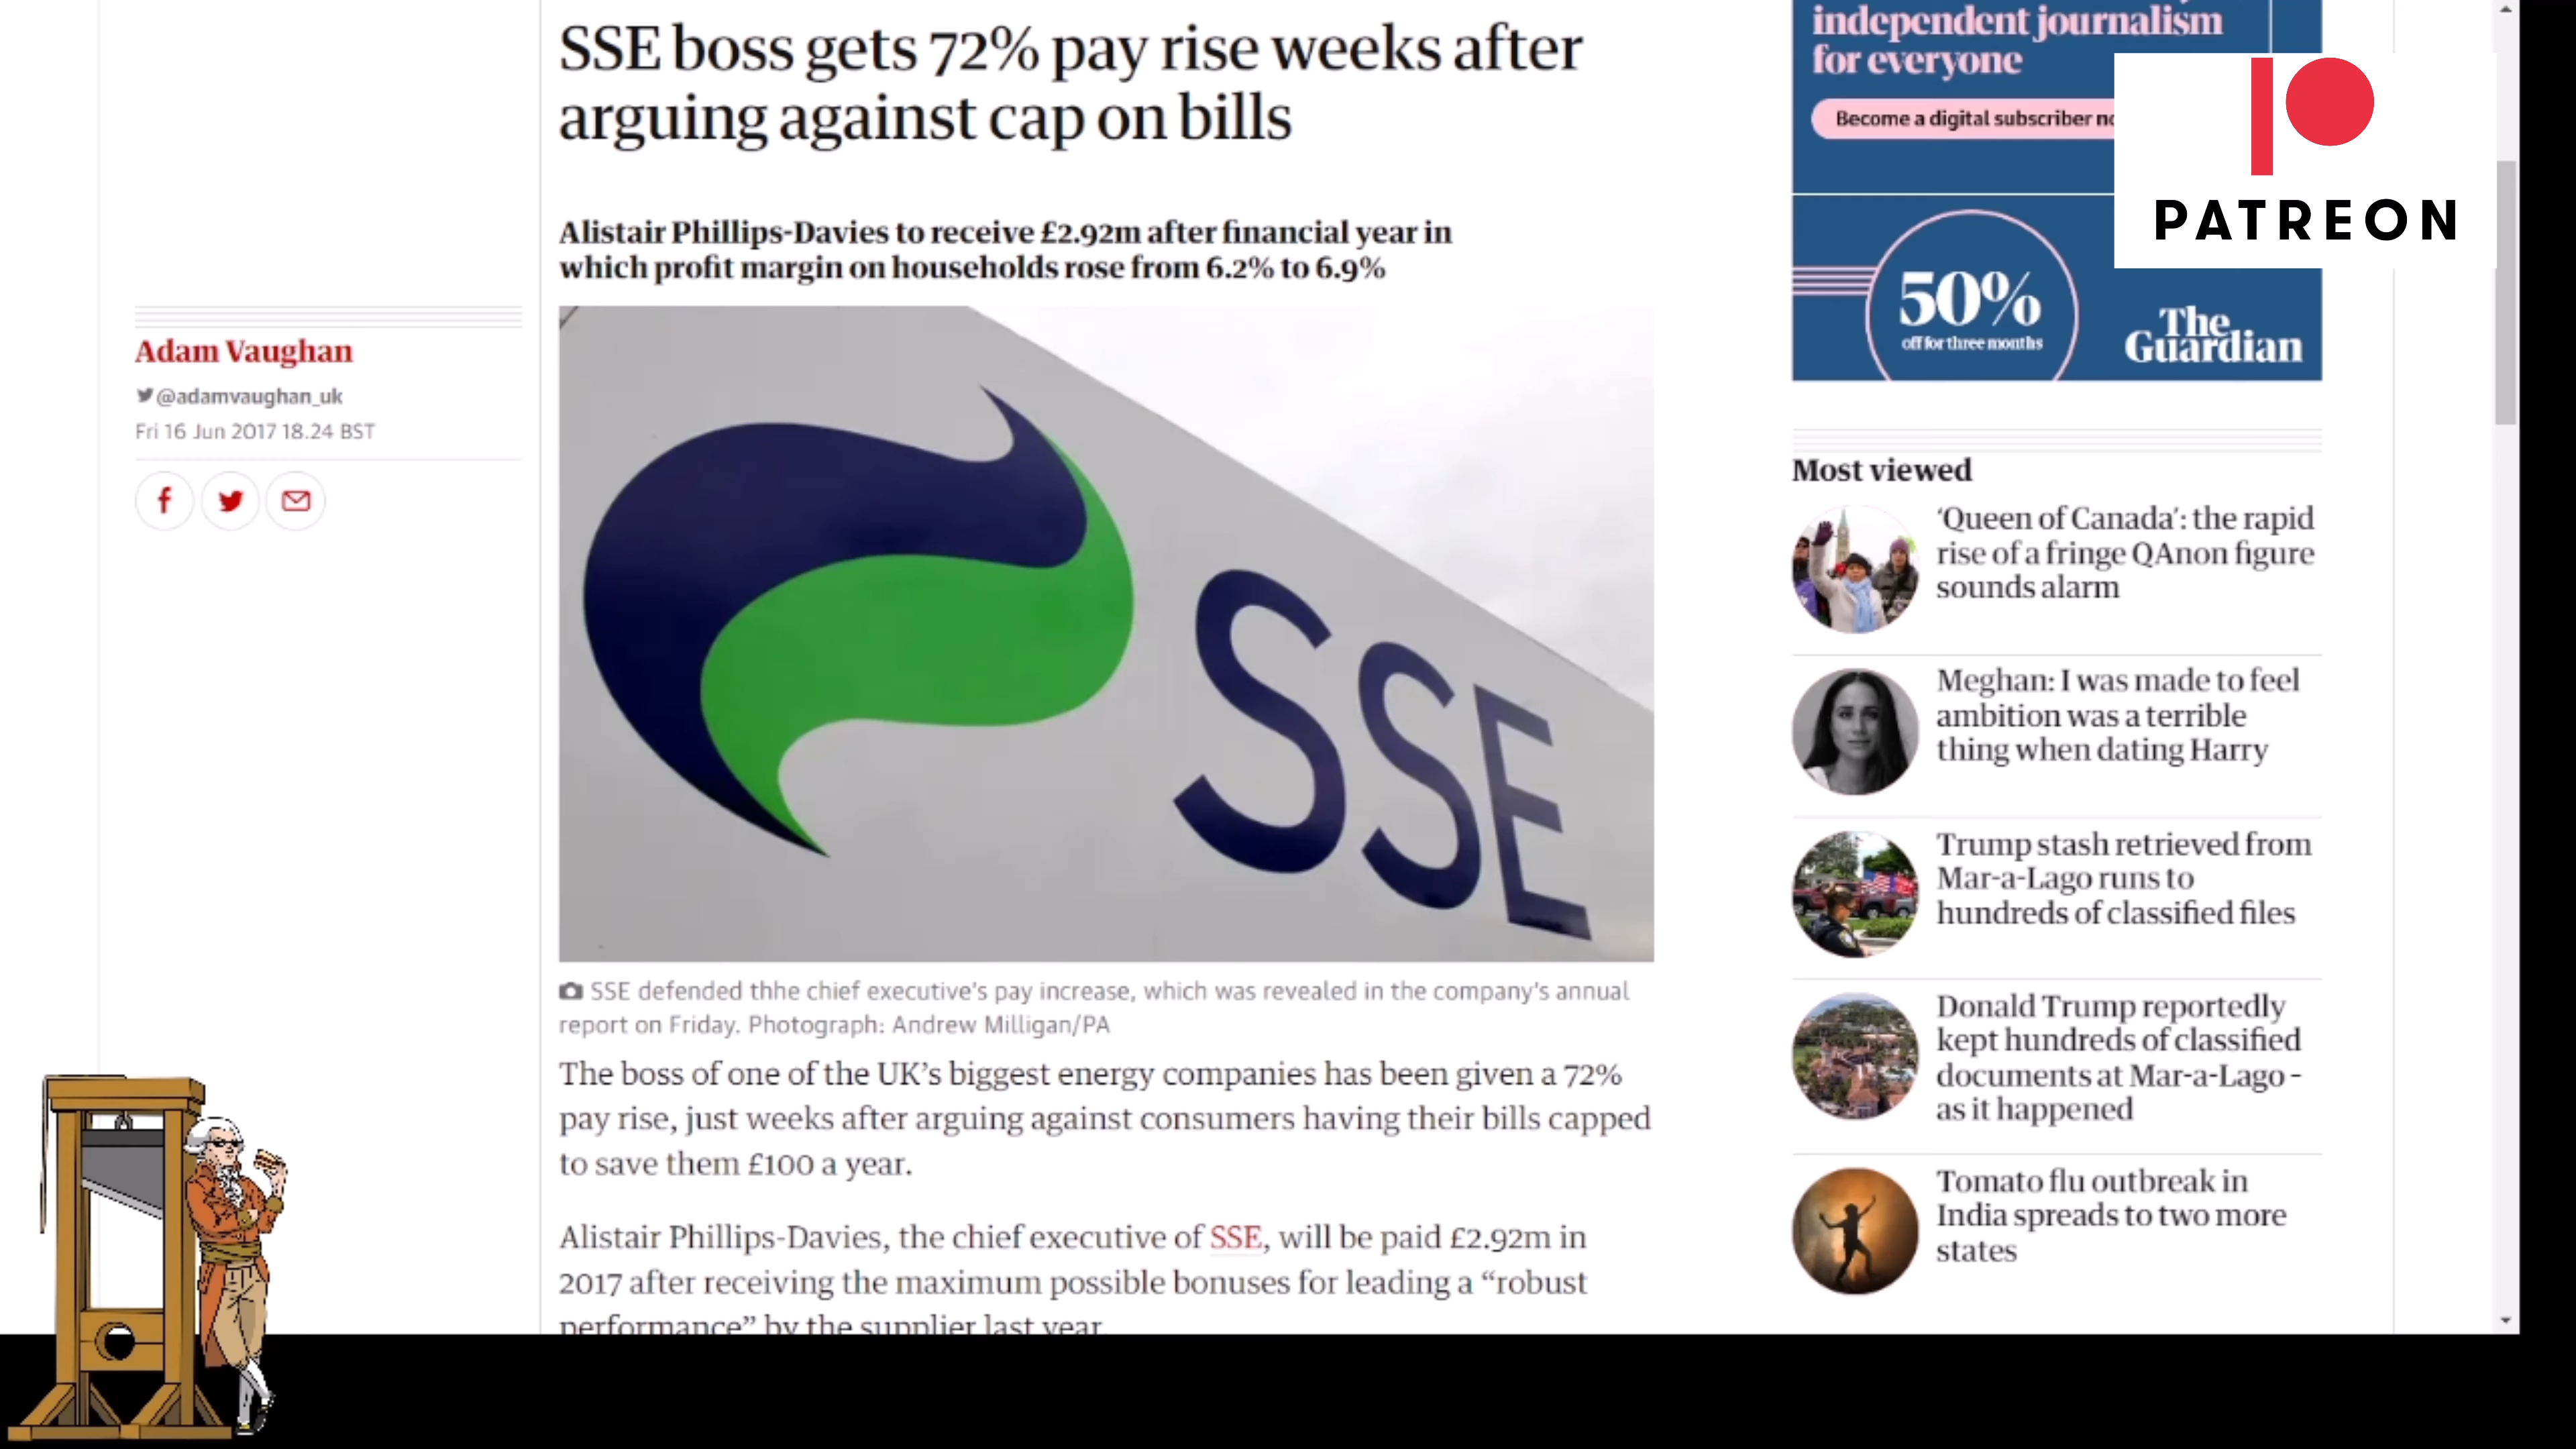 SSE boss gets 72% pay rise weeks after
arguing against cap on bills
Alistair Phillips-Davies to receive £2.92m after financial year in
which profit margin on households rose from 6.2% to 6.9%
Adam Vaughan
@adamvaughan_uk
Fri 16 Jun 2017 18.24 BST
SSE
SSE defended thhe chief executive's pay increase, which was revealed in the company's annual
report on Friday. Photograph: Andrew Milligan/PA
The boss of one of the UK’s biggest energy companies has been given a 72%
pay rise, just weeks after arguing against consumers having their bills capped
to save them £100 a year.
Alistair Phillips-Davies, the chief executive of SSE, will be paid £2.92m in
2017 after receiving the maximum possible bonuses for leading a “robust
performance” by the supplier last year.
independent journalism
for everyone
Become a digital subscriber
PATREON
50%
off for three months
The
Guardian
Most viewed
‘Queen of Canada’: the rapid
rise of a fringe QAnon figure
sounds alarm
Meghan: I was made to feel
ambition was a terrible
thing when dating Harry
Trump stash retrieved from
Mar-a-Lago runs to
hundreds of classified files
Donald Trump reportedly
kept hundreds of classified
documents at Mar-a-Lago –
as it happened
Tomato flu outbreak in
India spreads to two more
states